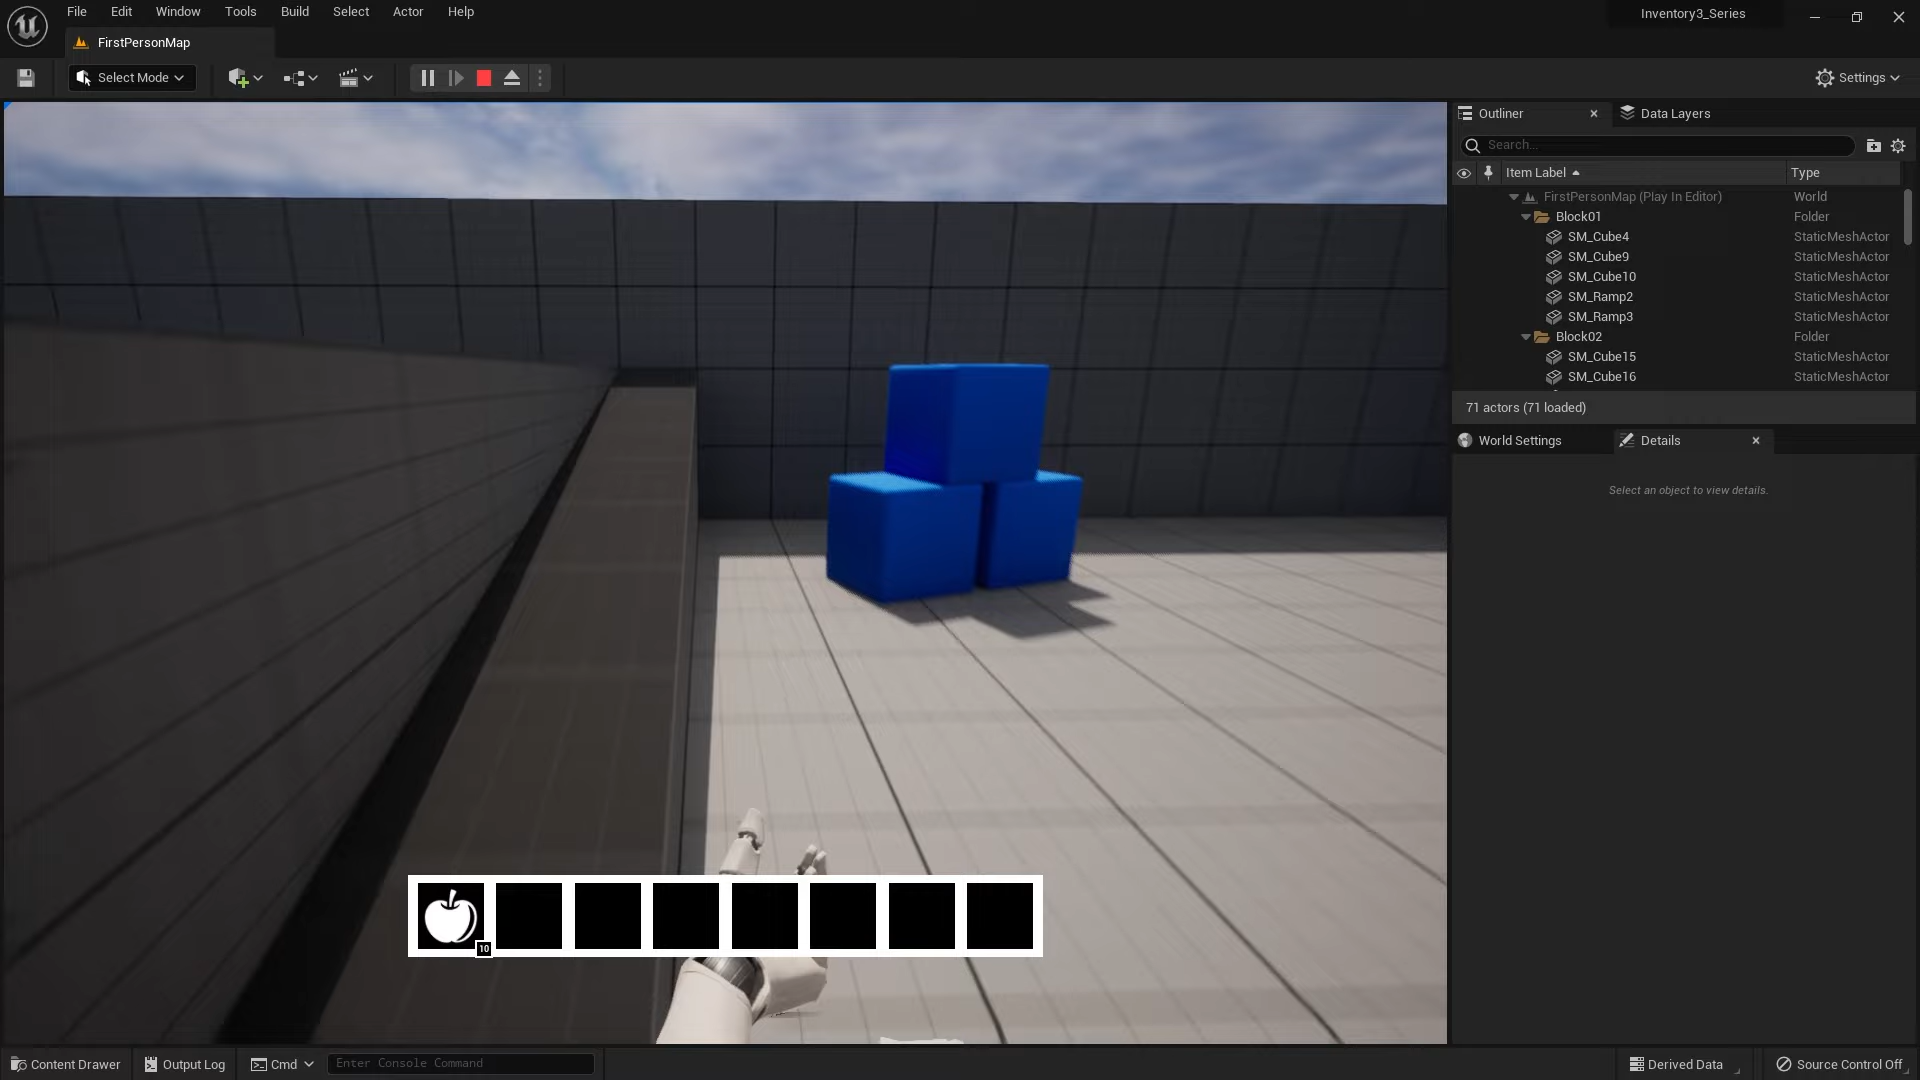 File Edit Window Tools Build Select Actor Help
Inventory3_Series
FirstPersonMap
Select Mode
Settings
Outliner
Data Layers
Search...
Item Label
Type
FirstPersonMap (Play In Editor) World
Block01 Folder
SM_Cube4 StaticMeshActor
SM_Cube9 StaticMeshActor
SM_Cube10 StaticMeshActor
SM_Ramp2 StaticMeshActor
SM_Ramp3 StaticMeshActor
Block02 Folder
SM_Cube15 StaticMeshActor
SM_Cube16 StaticMeshActor
71 actors (71 loaded)
World Settings
Details
Select an object to view details.
10
Content Drawer
Output Log
Cmd
Enter Console Command
Derived Data
Source Control Off